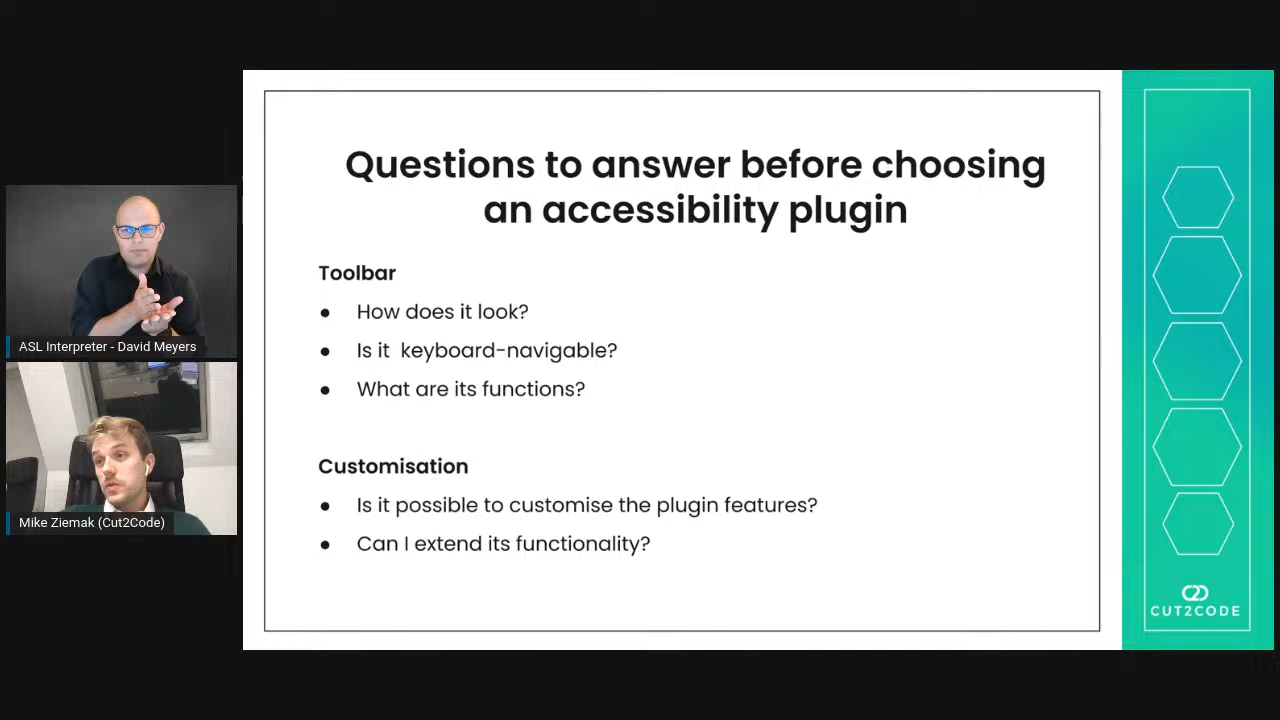 Questions to answer before choosing
an accessibility plugin
Toolbar
● How does it look?
● Is it keyboard-navigable?
● What are its functions?
Customisation
● Is it possible to customise the plugin features?
● Can I extend its functionality?
CUT2CODE
ASL Interpreter - David Meyers
Mike Ziemak (Cut2Code)